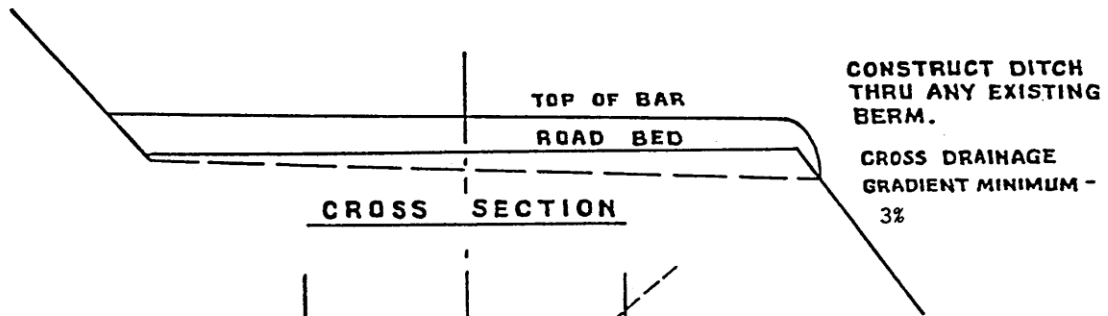 TOP OF BAR
ROAD BED
CROSS SECTION
CONSTRUCT DITCH
THRU ANY EXISTING
BERM.
CROSS DRAINAGE
GRADIENT MINIMUM -
3%